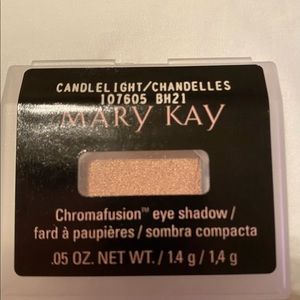 CANDLELIGHT/CHANDELLES
107605 BH21
MARY KAY
Chromafusion™ eye shadow /
fard à paupières / sombra compacta
.05 OZ. NET WT. / 1.4 g / 1,4 g